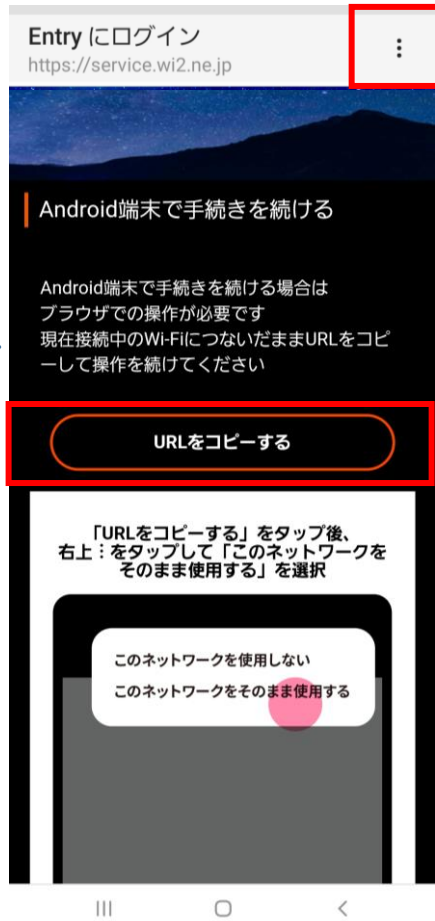 Entry にログイン
https://service.wi2.ne.jp
Android端末で手続きを続ける
Android端末で手続きを続ける場合は
ブラウザでの操作が必要です
現在接続中のWi-FiにつないだままURLをコピ
ーして操作を続けてください
URLをコピーする
「URLをコピーする」をタップ後、
右上⋮をタップして「このネットワークを
そのまま使用する」を選択
このネットワークを使用しない
このネットワークをそのまま使用する